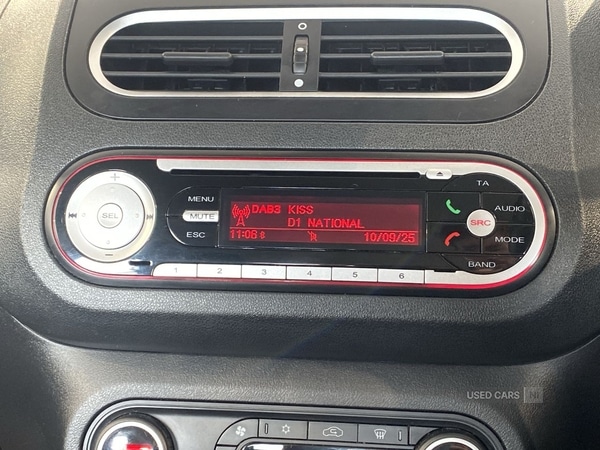 TA
MENU
DAB3 KISS
AUDIO
SEL
MUTE
D1 NATIONAL
SRC
ESC
11:08
10/09/25
MODE
BAND
1 2 3 4 5 6
USED CARS NI